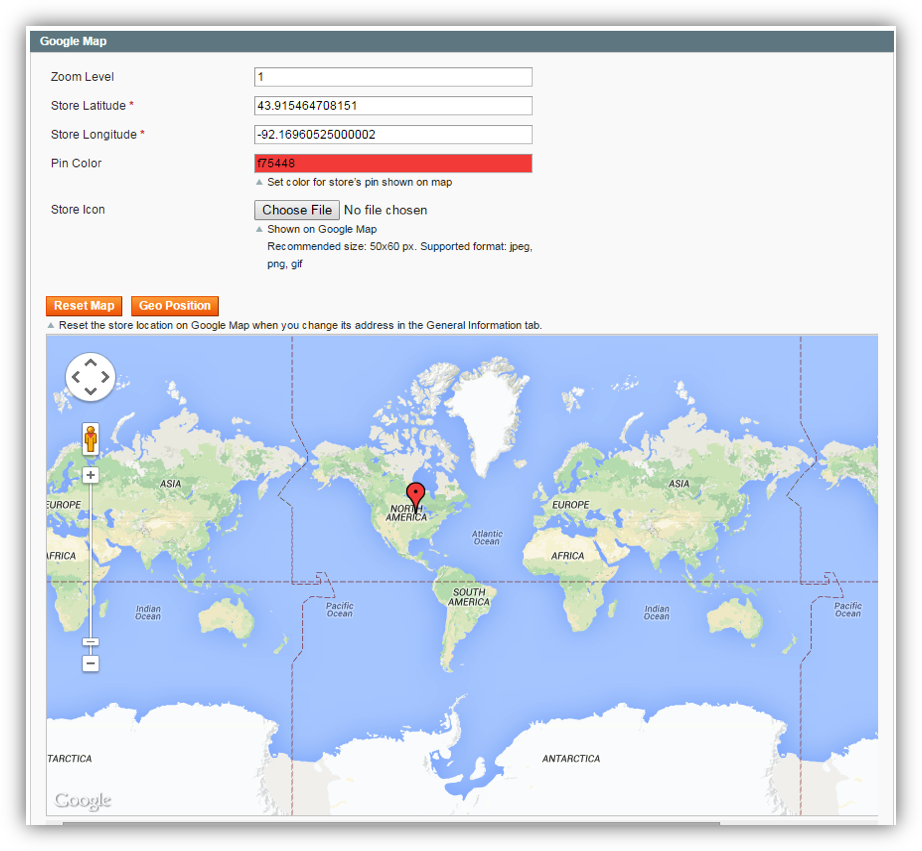 Google Map
Zoom Level
1
Store Latitude *
43.915464708151
Store Longitude *
-92.16960525000002
Pin Color
f75448
Set color for store's pin shown on map
Store Icon
Choose File No file chosen
Shown on Google Map
Recommended size: 50x60 px. Supported format: jpeg,
png, gif
Reset Map
Geo Position
Reset the store location on Google Map when you change its address in the General Information tab.
ASIA
ASIA
EUROPE
EUROPE
NORTH
AMERICA
Atlantic
Ocean
AFRICA
AFRICA
SOUTH
AMERICA
Indian
Ocean
Pacific
Ocean
Indian
Ocean
Pacific
Ocean
TARCTICA
ANTARCTICA
Google